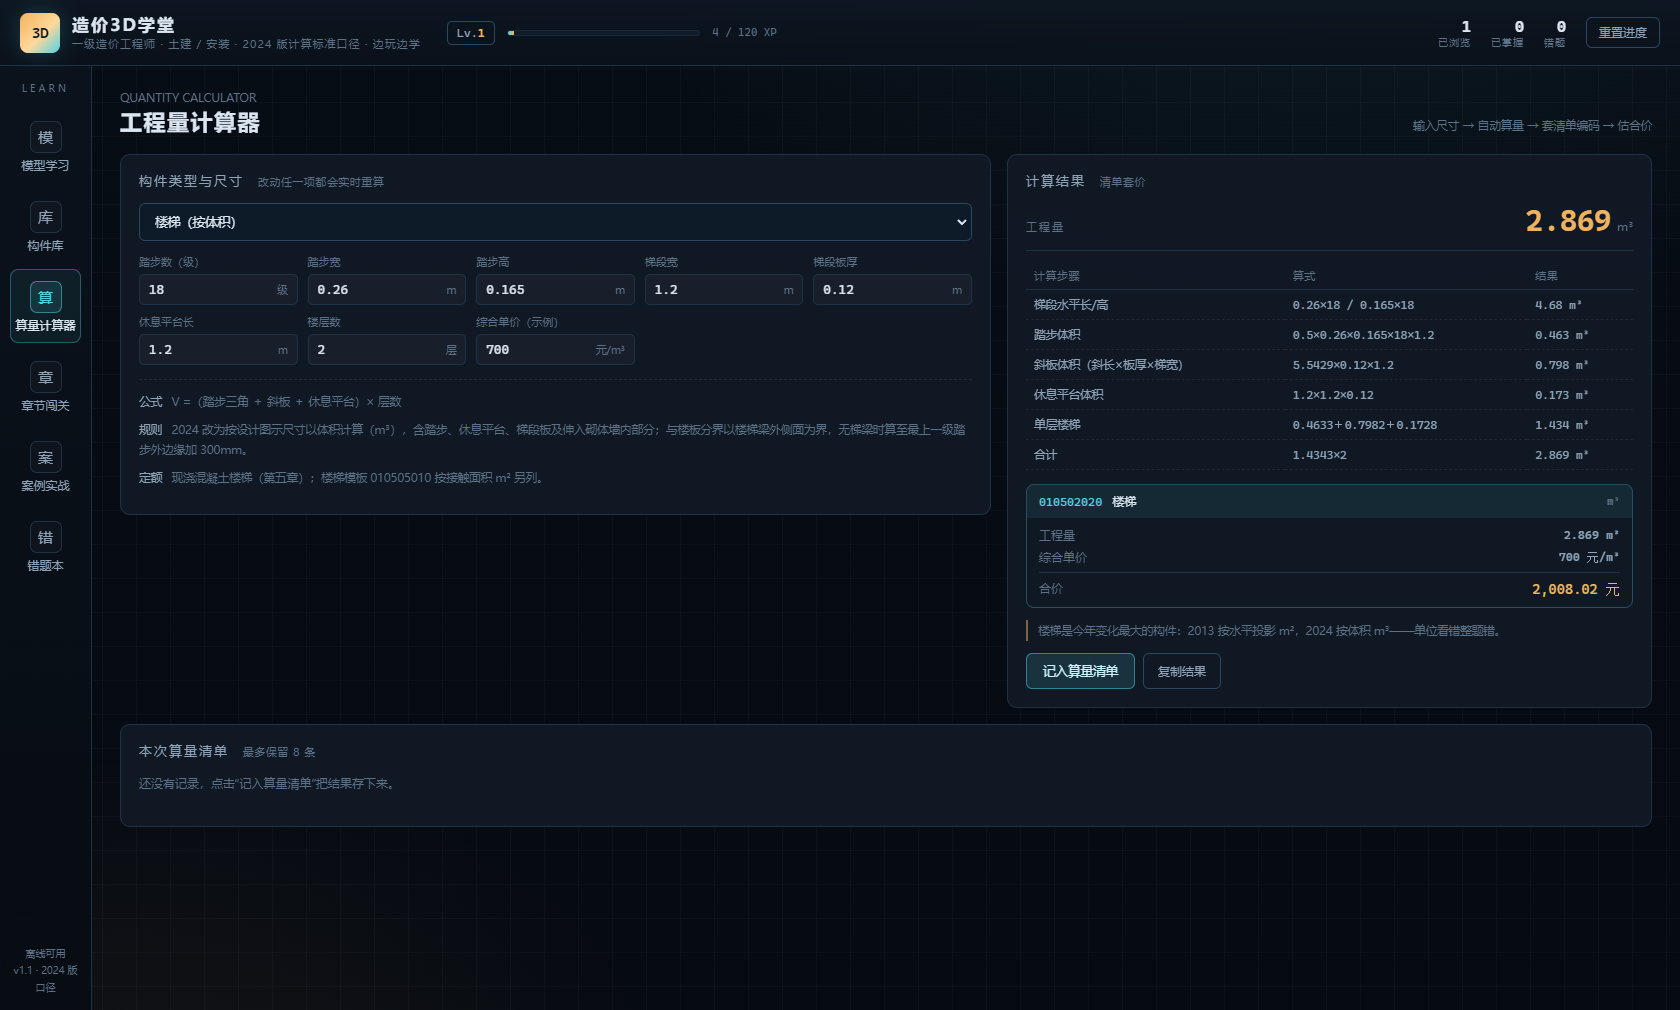 3D
造价3D学堂
一级造价工程师 · 土建 / 安装 · 2024 版计算标准口径 · 边玩边学
Lv.1
4 / 120 XP
1
已浏览
0
已掌握
0
错题
重置进度
LEARN
模
模型学习
库
构件库
算
算量计算器
章
章节闯关
案
案例实战
错
错题本
离线可用
v1.1 · 2024 版
口径
QUANTITY CALCULATOR
工程量计算器
输入尺寸 → 自动算量 → 套清单编码 → 估合价
构件类型与尺寸 改动任一项都会实时重算
楼梯（按体积）
踏步数（级） 踏步宽 踏步高 梯段宽 梯段板厚
18 级 0.26 m 0.165 m 1.2 m 0.12 m
休息平台长 楼层数 综合单价（示例）
1.2 m 2 层 700 元/m³
公式 V =（踏步三角 + 斜板 + 休息平台）× 层数
规则 2024 改为按设计图示尺寸以体积计算（m³），含踏步、休息平台、梯段板及伸入砌体墙内部分；与楼板分界以楼梯梁外侧面为界，无梯梁时算至最上一级踏
步外边缘加 300mm。
定额 现浇混凝土楼梯（第五章）；楼梯模板 010505010 按接触面积 m² 另列。
计算结果 清单套价
工程量 2.869 m³
计算步骤 算式 结果
梯段水平长/高 0.26×18 / 0.165×18 4.68 m³
踏步体积 0.5×0.26×0.165×18×1.2 0.463 m³
斜板体积（斜长×板厚×梯宽） 5.5429×0.12×1.2 0.798 m³
休息平台体积 1.2×1.2×0.12 0.173 m³
单层楼梯 0.4633+0.7982+0.1728 1.434 m³
合计 1.4343×2 2.869 m³
010502020 楼梯 m³
工程量 2.869 m³
综合单价 700 元/m³
合价 2,008.02 元
楼梯是今年变化最大的构件：2013 按水平投影 m²，2024 按体积 m³——单位看错整题错。
记入算量清单 复制结果
本次算量清单 最多保留 8 条
还没有记录，点击“记入算量清单”把结果存下来。